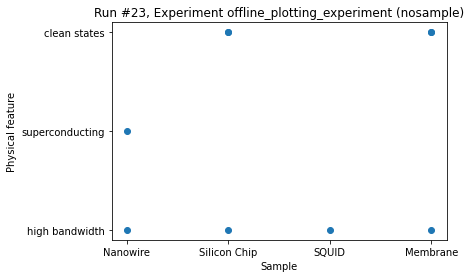 Run #23, Experiment offline_plotting_experiment (nosample)
clean states
superconducting
high bandwidth
Physical feature
Nanowire
Silicon Chip
SQUID
Membrane
Sample